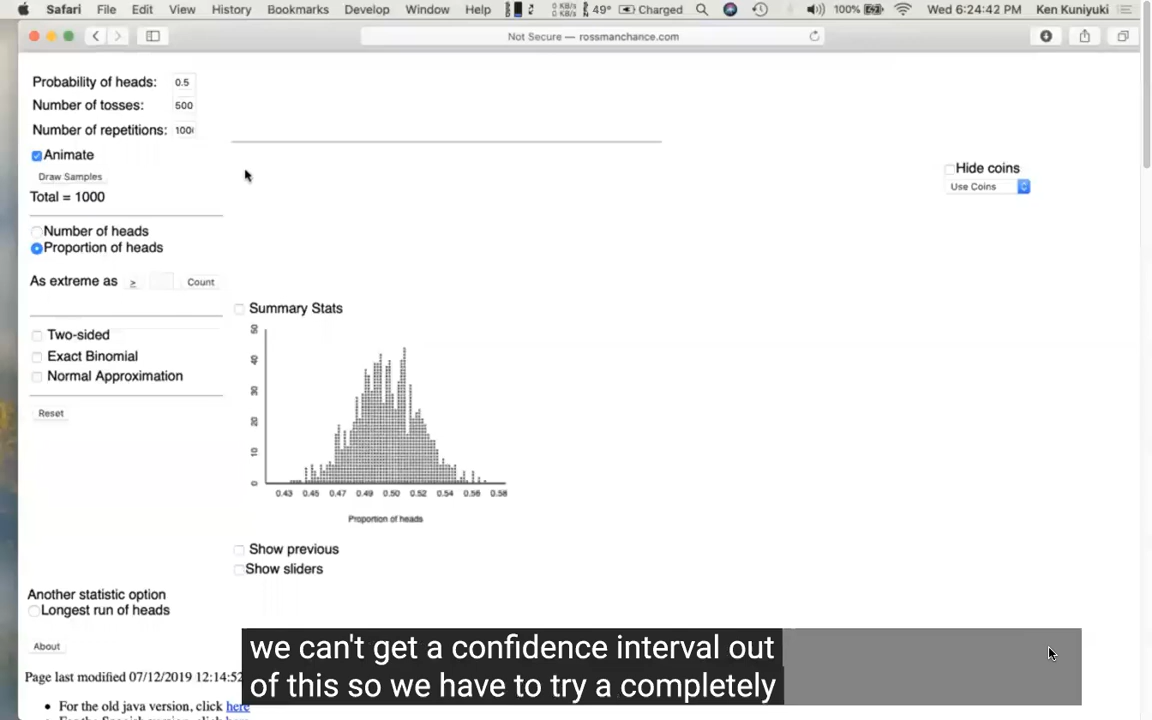 Safari File Edit View History Bookmarks Develop Window Help 0 KB/s 0 KB/s 49° Charged 100% Wed 6:24:42 PM Ken Kuniyuki
Not Secure — rossmanchance.com
Probability of heads: 0.5
Number of tosses: 500
Number of repetitions: 100
Animate
Draw Samples
Total = 1000
Hide coins
Use Coins
Number of heads
Proportion of heads
As extreme as ≥ Count
Summary Stats
Two-sided
Exact Binomial
Normal Approximation
Reset
50
40
30
20
10
0
0.43 0.45 0.47 0.49 0.50 0.52 0.54 0.56 0.58
Proportion of heads
Show previous
Show sliders
Another statistic option
Longest run of heads
About
Page last modified 07/12/2019 12:14:52
For the old java version, click here
we can't get a confidence interval out
of this so we have to try a completely